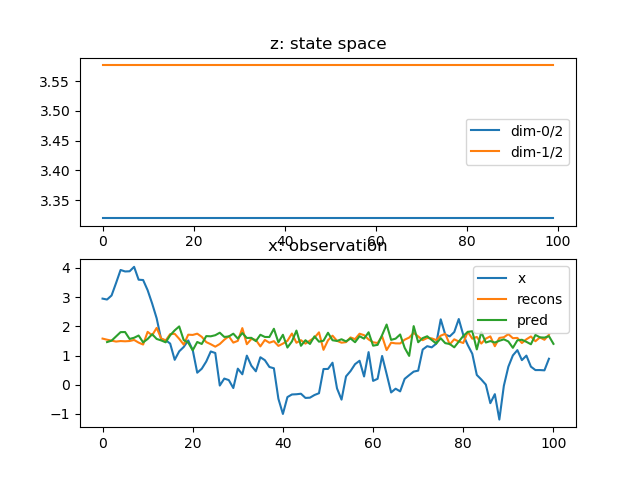 z: state space
3.55
3.50
3.45
3.40
3.35
dim-0/2
dim-1/2
0 20 40 60 80 100
x: observation
4
3
2
1
0
−1
x
recons
pred
0 20 40 60 80 100